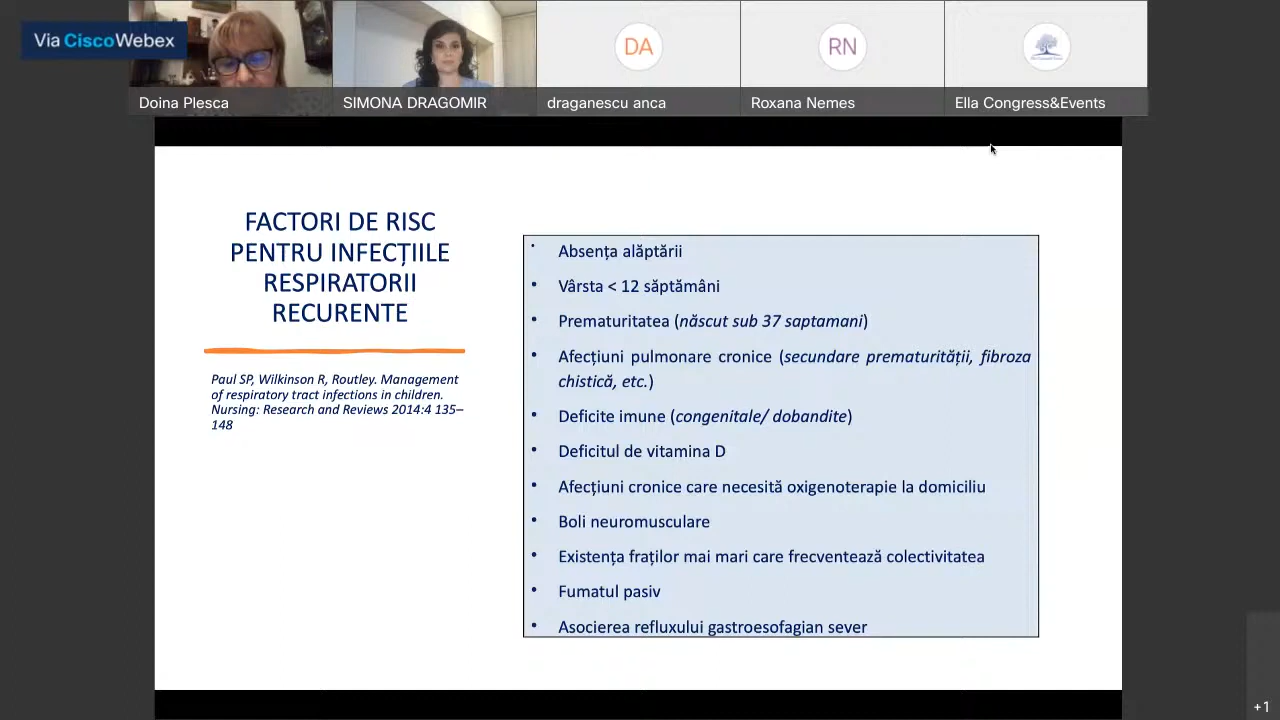 Via CiscoWebex
DA
RN
Doina Plesca
SIMONA DRAGOMIR
draganescu anca
Roxana Nemes
Ella Congress&Events
FACTORI DE RISC
PENTRU INFECȚIILE
RESPIRATORII
RECURENTE
Paul SP, Wilkinson R, Routley. Management
of respiratory tract infections in children.
Nursing: Research and Reviews 2014:4 135–
148
• Absența alăptării
• Vârsta < 12 săptămâni
• Prematuritatea (născut sub 37 saptamani)
• Afecțiuni pulmonare cronice (secundare prematurității, fibroza
chistică, etc.)
• Deficite imune (congenitale/ dobandite)
• Deficitul de vitamina D
• Afecțiuni cronice care necesită oxigenoterapie la domiciliu
• Boli neuromusculare
• Existența fraților mai mari care frecventează colectivitatea
• Fumatul pasiv
• Asocierea refluxului gastroesofagian sever
+1